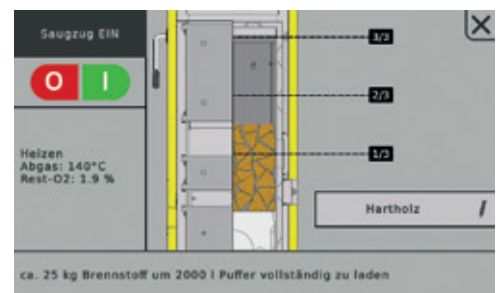 Saugzug EIN
O I
Heizen
Abgas: 140°C
Rest-O2: 1.9 %
3/3
2/3
1/3
Hartholz
ca. 25 kg Brennstoff um 2000 l Puffer vollständig zu laden